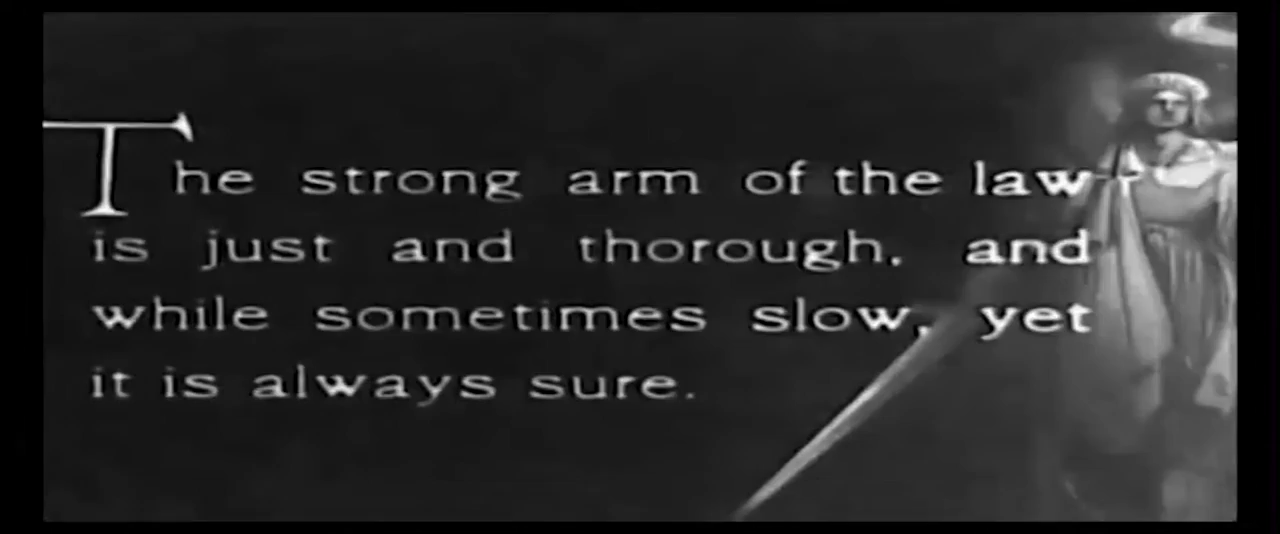 The strong arm of the law
is just and thorough, and
while sometimes slow, yet
it is always sure.